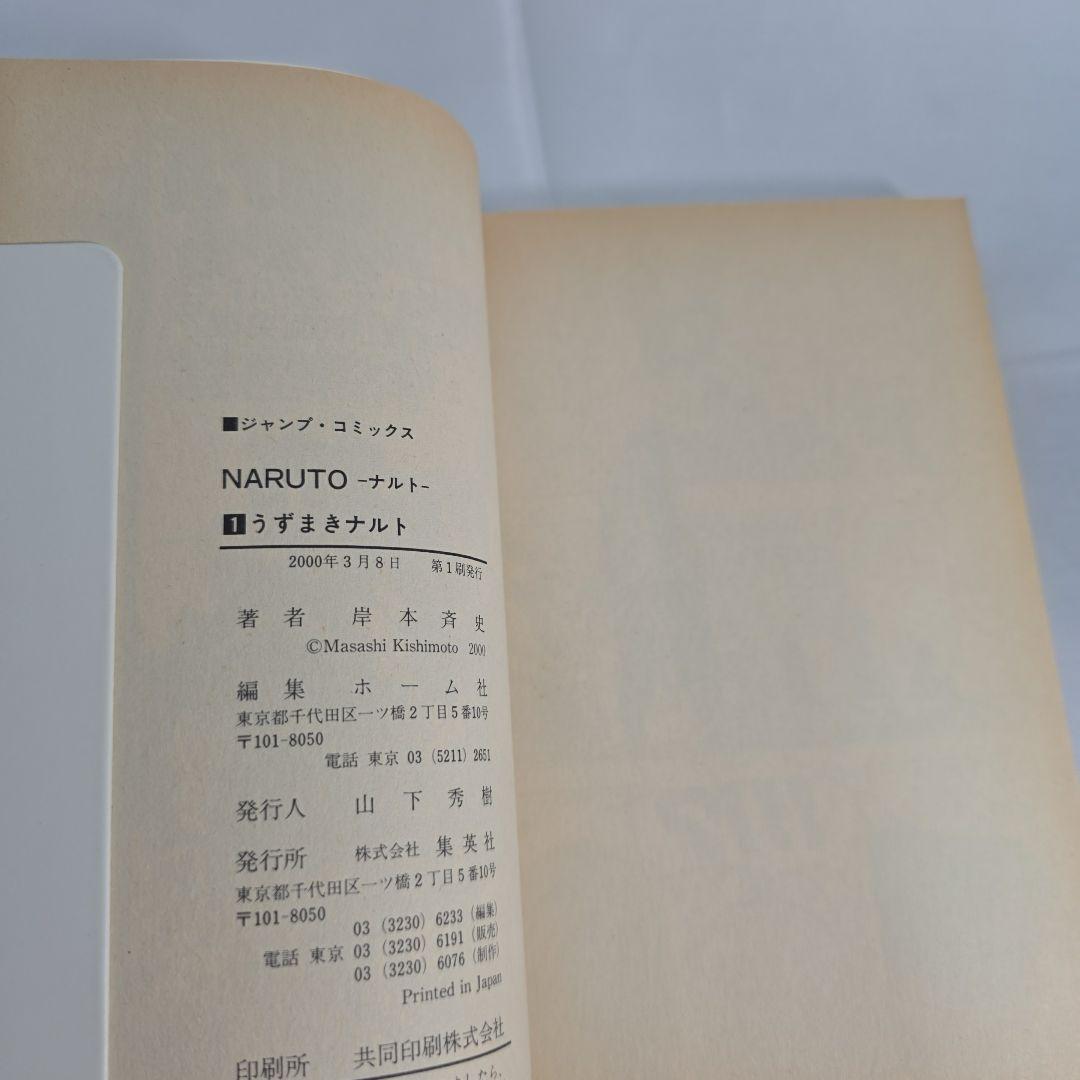 ■ジャンプ・コミックス
NARUTO -ナルト-
1うずまきナルト
2000年3月8日 第1刷発行
著者 岸本斉史
©Masashi Kishimoto 2000
編集 ホーム社
東京都千代田区一ツ橋2丁目5番10号
〒101-8050
電話 東京 03 (5211) 2651
発行人 山下秀樹
発行所 株式会社 集英社
東京都千代田区一ツ橋2丁目5番10号
〒101-8050
03 (3230) 6233 (編集)
電話 東京 03 (3230) 6191 (販売)
03 (3230) 6076 (制作)
Printed in Japan
印刷所 共同印刷株式会社